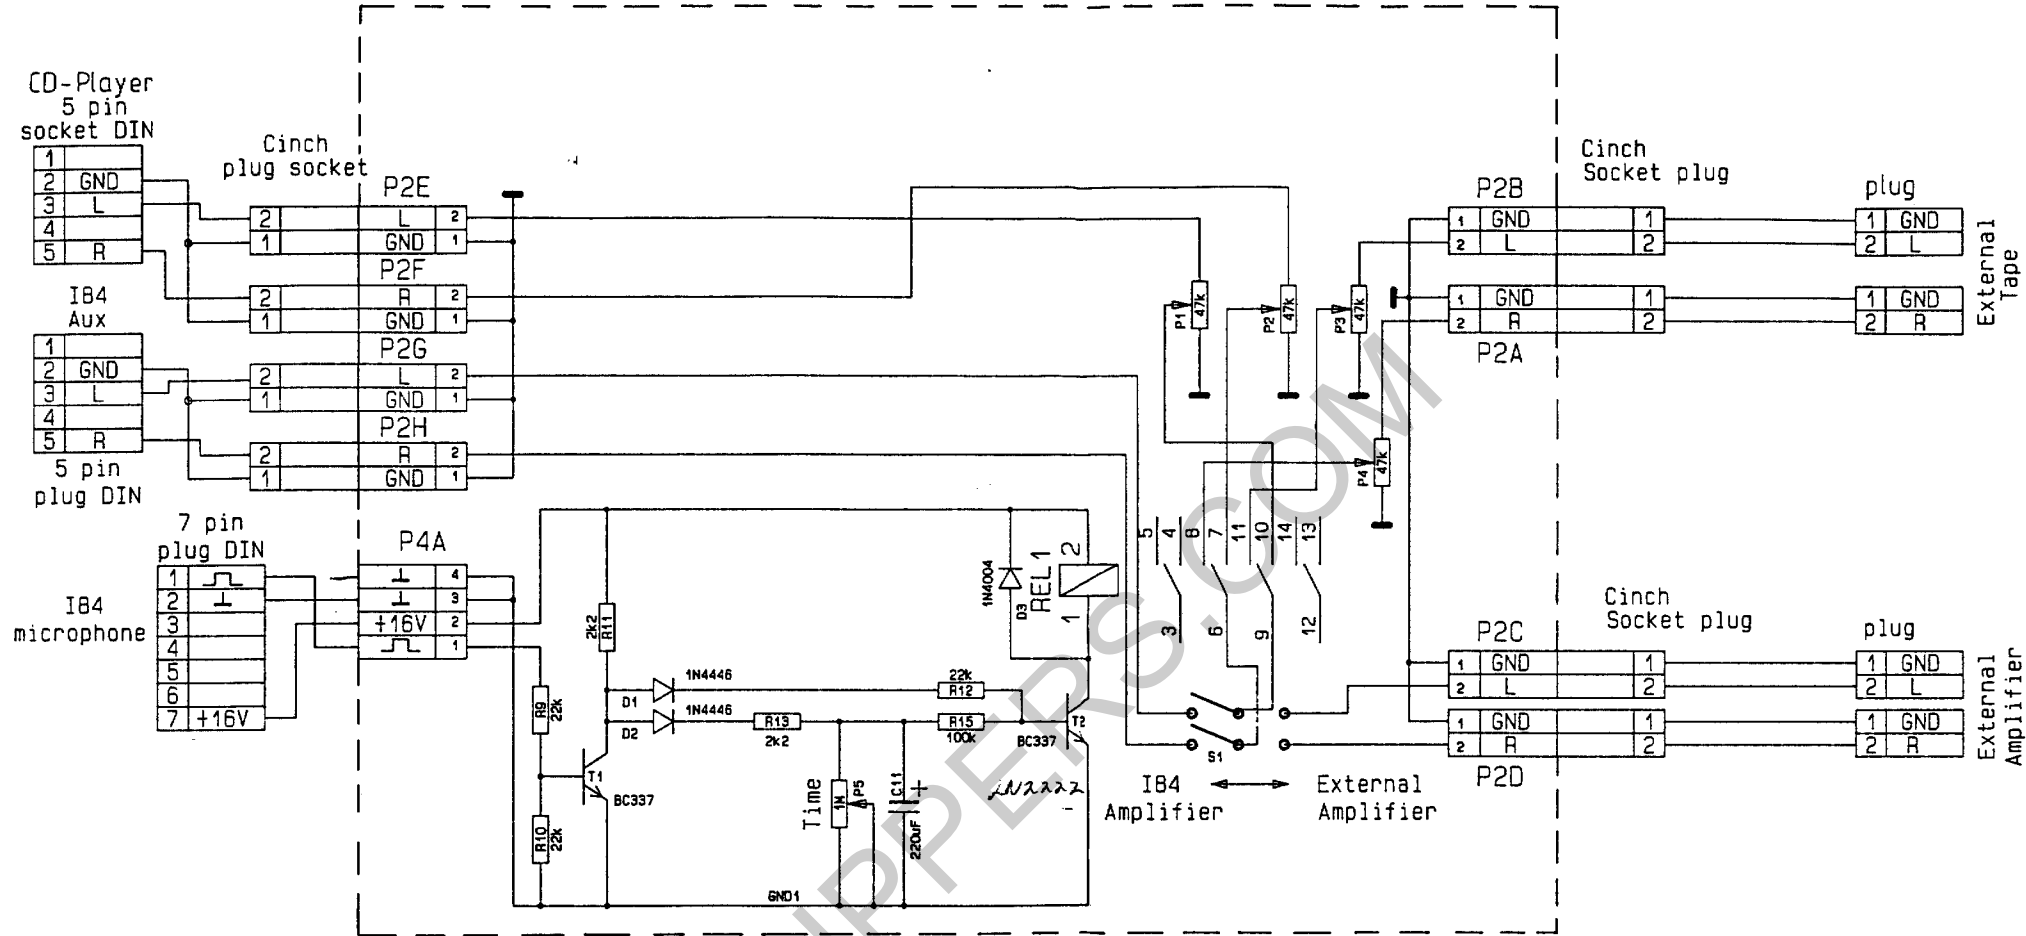 CD-Player
5 pin
socket DIN
1
2 GND
3 L
4
5 R
Cinch
plug socket
P2E
2 L 2
1 GND 1
P2F
2 R 2
1 GND 1
IB4
Aux
1
2 GND
3 L
4
5 R
5 pin
plug DIN
P2G
2 L 2
1 GND 1
P2H
2 R 2
1 GND 1
7 pin
plug DIN
IB4
microphone
1
2 ⊥
3
4
5
6
7 +16V
P4A
⊥ 4
⊥ 3
+16V 2
1
R9
22k
R10
22k
2k2
R11
T1
BC337
D1
1N4446
D2
1N4446
R13
2k2
22k
R12
R15
100k
Time
1M
P5
C11
+
220uF
GND1
1N4004
D3
REL1
2
1
T2
BC337
2N2222
P1
47k
P2
47k
P3
47k
P4
47k
5 4 8 7 11 10 14 13
3 6 9 12
S1
IB4
Amplifier
External
Amplifier
Cinch
Socket plug
P2B
1 GND 1
2 L 2
1 GND 1
2 R 2
P2A
plug
1 GND
2 L
1 GND
2 R
External
Tape
Cinch
Socket plug
P2C
1 GND 1
2 L 2
1 GND 1
2 R 2
P2D
plug
1 GND
2 L
1 GND
2 R
External
Amplifier
IPPERS.COM